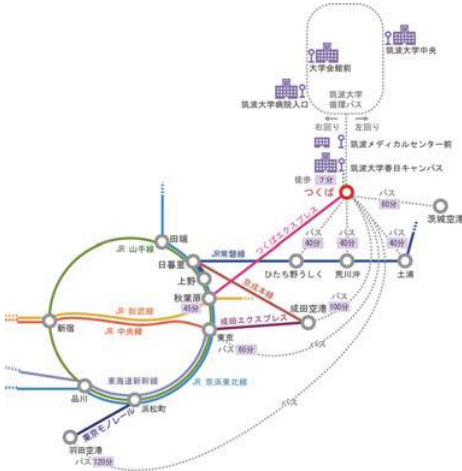 筑波大学中央
大学会館前
筑波大学病院入口
筑波大学
循環バス
右回り
左回り
筑波メディカルセンター前
筑波大学春日キャンパス
徒歩 7分
つくば
バス
60分
茨城空港
つくばエクスプレス
バス
40分
バス
40分
バス
40分
JR 山手線
田端
JR常磐線
日暮里
ひたち野うしく
荒川沖
土浦
上野
京成本線
秋葉原
45分
バス
100分
JR 総武線
成田エクスプレス
成田空港
新宿
JR 中央線
東京
バス 65分
バス
東海道新幹線
JR 京浜東北線
品川
浜松町
バス
東京モノレール
羽田空港
バス 120分